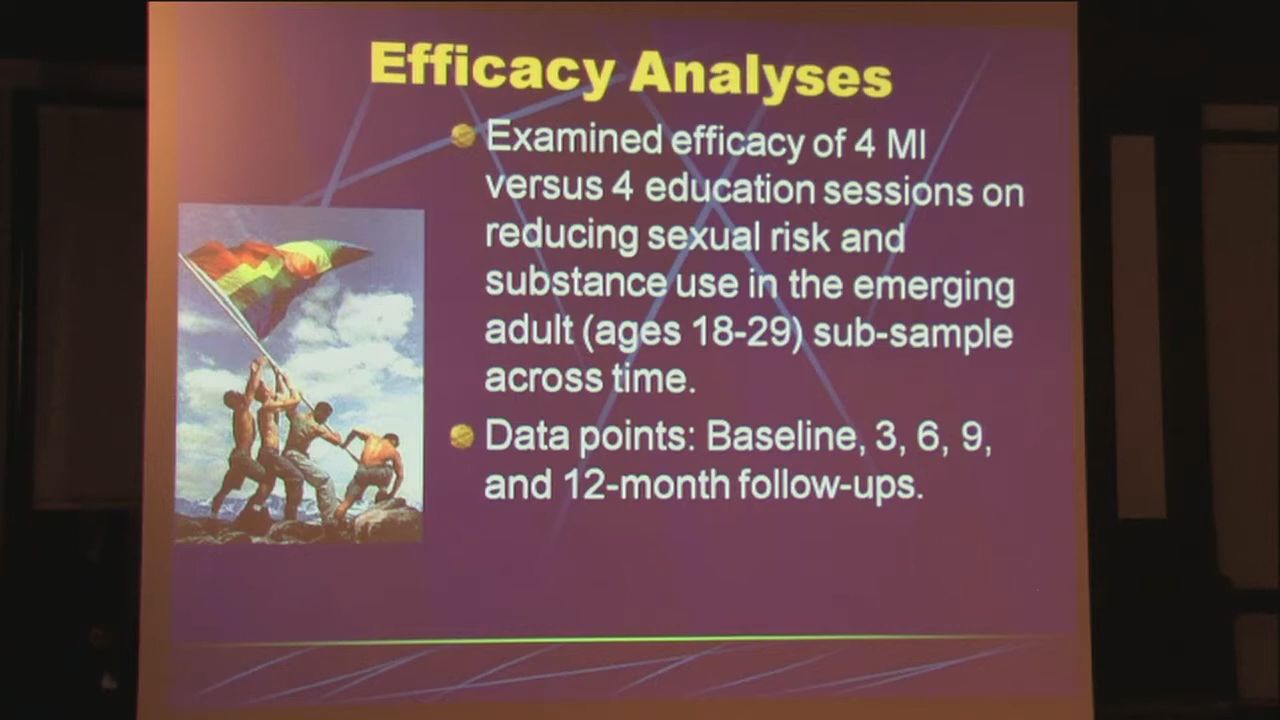 Efficacy Analyses
Examined efficacy of 4 MI
versus 4 education sessions on
reducing sexual risk and
substance use in the emerging
adult (ages 18-29) sub-sample
across time.
Data points: Baseline, 3, 6, 9,
and 12-month follow-ups.